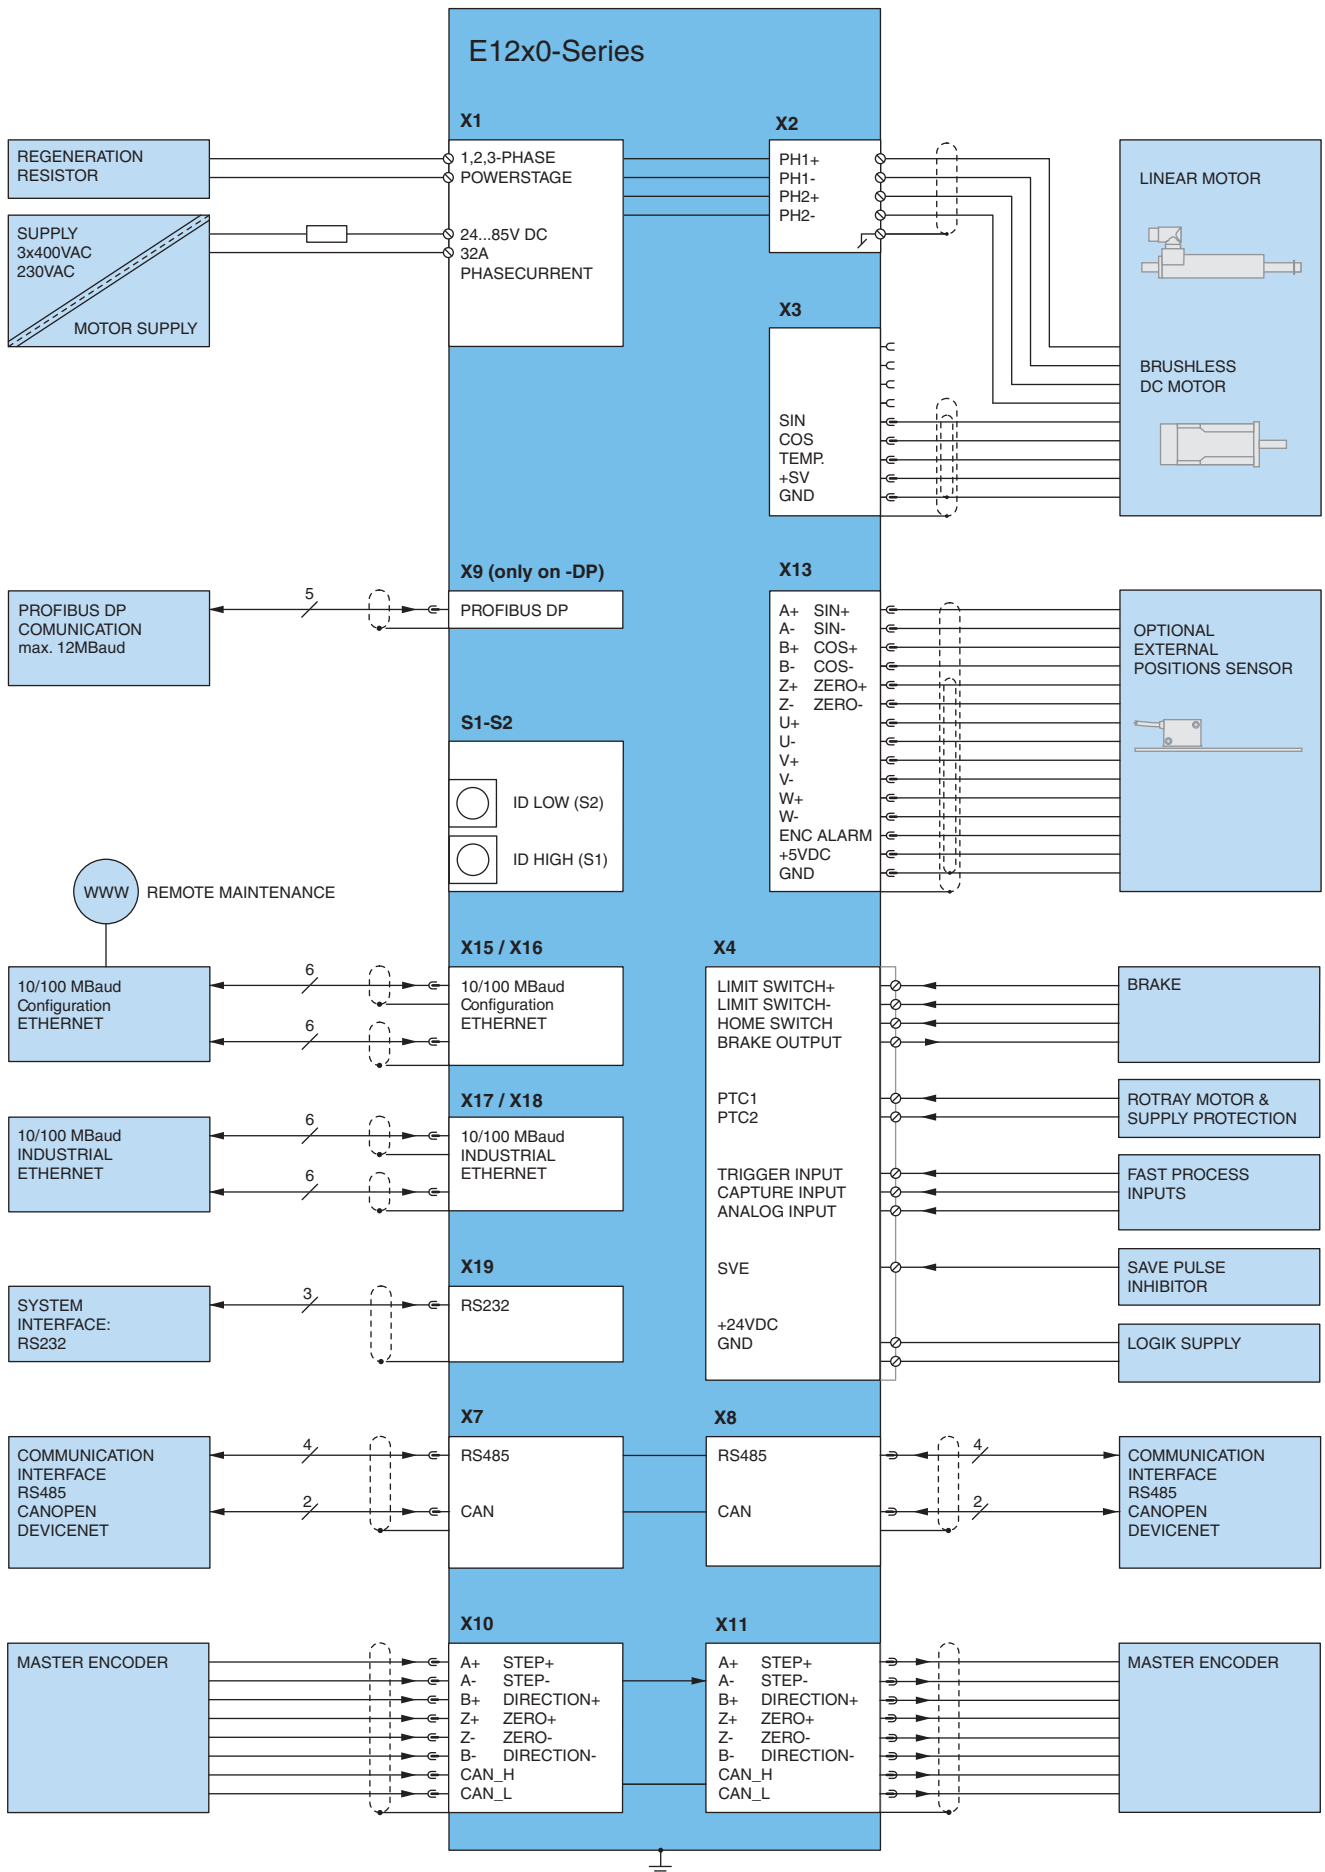 E12x0-Series
X1
REGENERATION
RESISTOR
1,2,3-PHASE
POWERSTAGE
SUPPLY
3x400VAC
230VAC
MOTOR SUPPLY
24...85V DC
32A
PHASECURRENT
X2
PH1+
PH1-
PH2+
PH2-
LINEAR MOTOR
BRUSHLESS
DC MOTOR
X3
SIN
COS
TEMP.
+SV
GND
X9 (only on -DP)
PROFIBUS DP
COMUNICATION
max. 12MBaud
5
PROFIBUS DP
X13
A+ SIN+
A- SIN-
B+ COS+
B- COS-
Z+ ZERO+
Z- ZERO-
U+
U-
V+
V-
W+
W-
ENC ALARM
+5VDC
GND
OPTIONAL
EXTERNAL
POSITIONS SENSOR
S1-S2
ID LOW (S2)
ID HIGH (S1)
WWW
REMOTE MAINTENANCE
X15 / X16
10/100 MBaud
Configuration
ETHERNET
6
6
10/100 MBaud
Configuration
ETHERNET
X17 / X18
10/100 MBaud
INDUSTRIAL
ETHERNET
6
6
10/100 MBaud
INDUSTRIAL
ETHERNET
X19
SYSTEM
INTERFACE:
RS232
3
RS232
X4
LIMIT SWITCH+
LIMIT SWITCH-
HOME SWITCH
BRAKE OUTPUT
PTC1
PTC2
TRIGGER INPUT
CAPTURE INPUT
ANALOG INPUT
SVE
+24VDC
GND
BRAKE
ROTRAY MOTOR &
SUPPLY PROTECTION
FAST PROCESS
INPUTS
SAVE PULSE
INHIBITOR
LOGIK SUPPLY
X7
COMMUNICATION
INTERFACE
RS485
CANOPEN
DEVICENET
4
2
RS485
CAN
X8
RS485
CAN
4
2
COMMUNICATION
INTERFACE
RS485
CANOPEN
DEVICENET
X10
MASTER ENCODER
A+ STEP+
A- STEP-
B+ DIRECTION+
Z+ ZERO+
Z- ZERO-
B- DIRECTION-
CAN_H
CAN_L
X11
A+ STEP+
A- STEP-
B+ DIRECTION+
Z+ ZERO+
Z- ZERO-
B- DIRECTION-
CAN_H
CAN_L
MASTER ENCODER